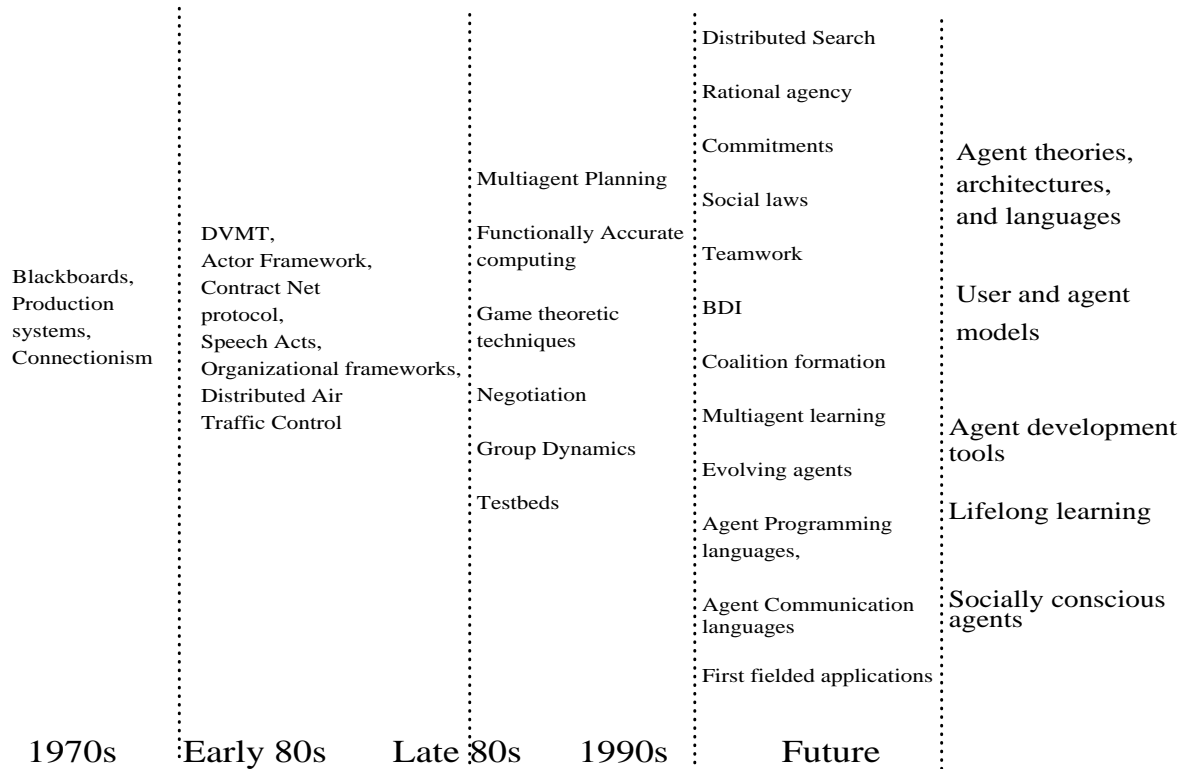 Blackboards,
Production
systems,
Connectionism
DVMT,
Actor Framework,
Contract Net
protocol,
Speech Acts,
Organizational frameworks,
Distributed Air
Traffic Control
Multiagent Planning
Functionally Accurate
computing
Game theoretic
techniques
Negotiation
Group Dynamics
Testbeds
Distributed Search
Rational agency
Commitments
Social laws
Teamwork
BDI
Coalition formation
Multiagent learning
Evolving agents
Agent Programming
languages,
Agent Communication
languages
First fielded applications
Agent theories,
architectures,
and languages
User and agent
models
Agent development
tools
Lifelong learning
Socially conscious
agents
1970s Early 80s Late 80s 1990s Future